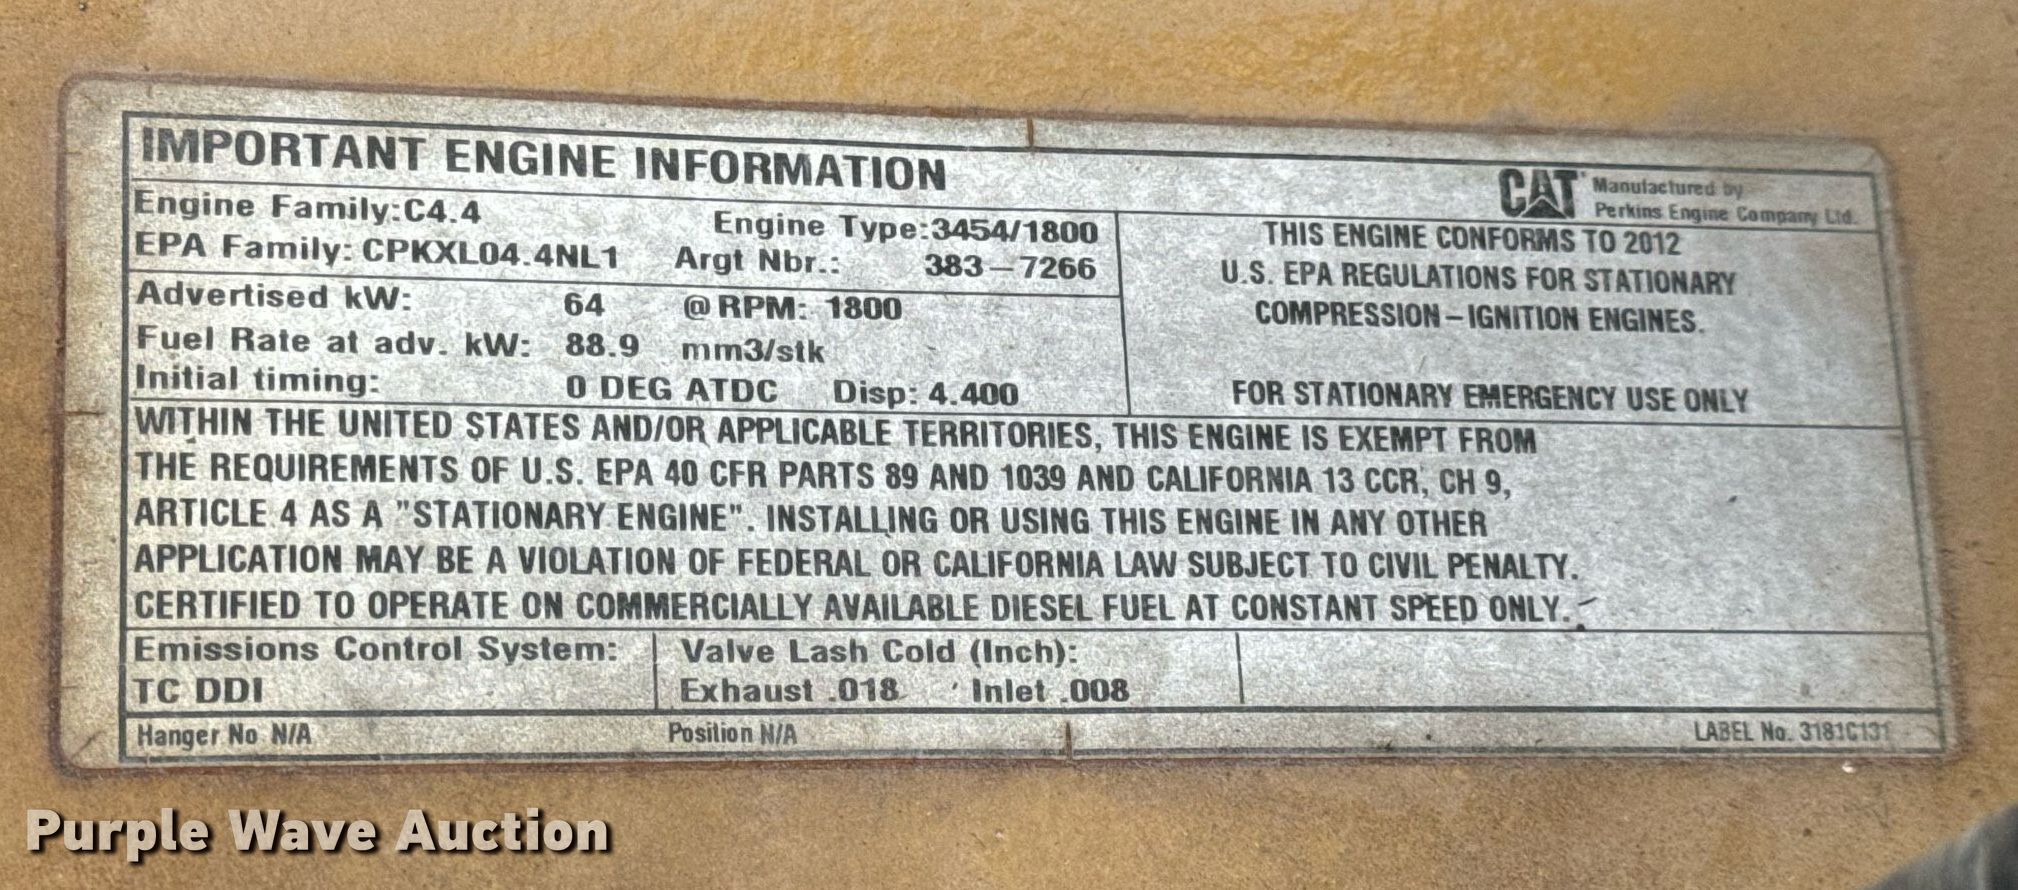 IMPORTANT ENGINE INFORMATION
CAT Manufactured by
Perkins Engine Company Ltd.
Engine Family:C4.4 Engine Type:3454/1800
EPA Family: CPKXL04.4NL1 Argt Nbr.: 383-7266
Advertised kW: 64 @ RPM: 1800
Fuel Rate at adv. kW: 88.9 mm3/stk
Initial timing: 0 DEG ATDC Disp: 4.400
THIS ENGINE CONFORMS TO 2012
U.S. EPA REGULATIONS FOR STATIONARY
COMPRESSION-IGNITION ENGINES.
FOR STATIONARY EMERGENCY USE ONLY
WITHIN THE UNITED STATES AND/OR APPLICABLE TERRITORIES, THIS ENGINE IS EXEMPT FROM
THE REQUIREMENTS OF U.S. EPA 40 CFR PARTS 89 AND 1039 AND CALIFORNIA 13 CCR, CH 9,
ARTICLE 4 AS A "STATIONARY ENGINE". INSTALLING OR USING THIS ENGINE IN ANY OTHER
APPLICATION MAY BE A VIOLATION OF FEDERAL OR CALIFORNIA LAW SUBJECT TO CIVIL PENALTY.
CERTIFIED TO OPERATE ON COMMERCIALLY AVAILABLE DIESEL FUEL AT CONSTANT SPEED ONLY.
Emissions Control System: Valve Lash Cold (Inch):
TC DDI Exhaust .018 Inlet .008
Hanger No N/A Position N/A LABEL No. 3181C131
Purple Wave Auction